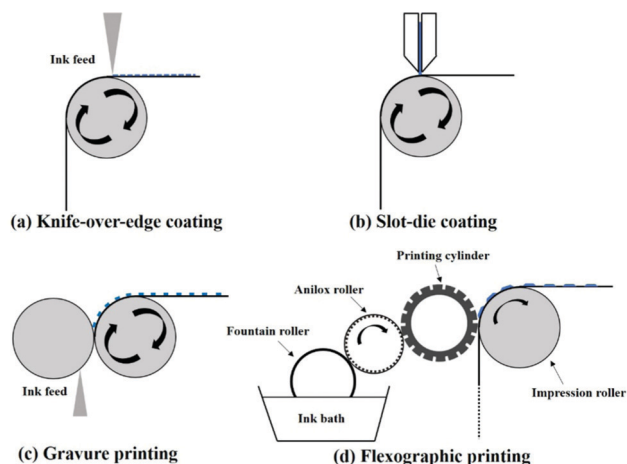 Ink feed
(a) Knife-over-edge coating
(b) Slot-die coating
Printing cylinder
Anilox roller
Fountain roller
Ink feed
Ink bath
Impression roller
(c) Gravure printing
(d) Flexographic printing